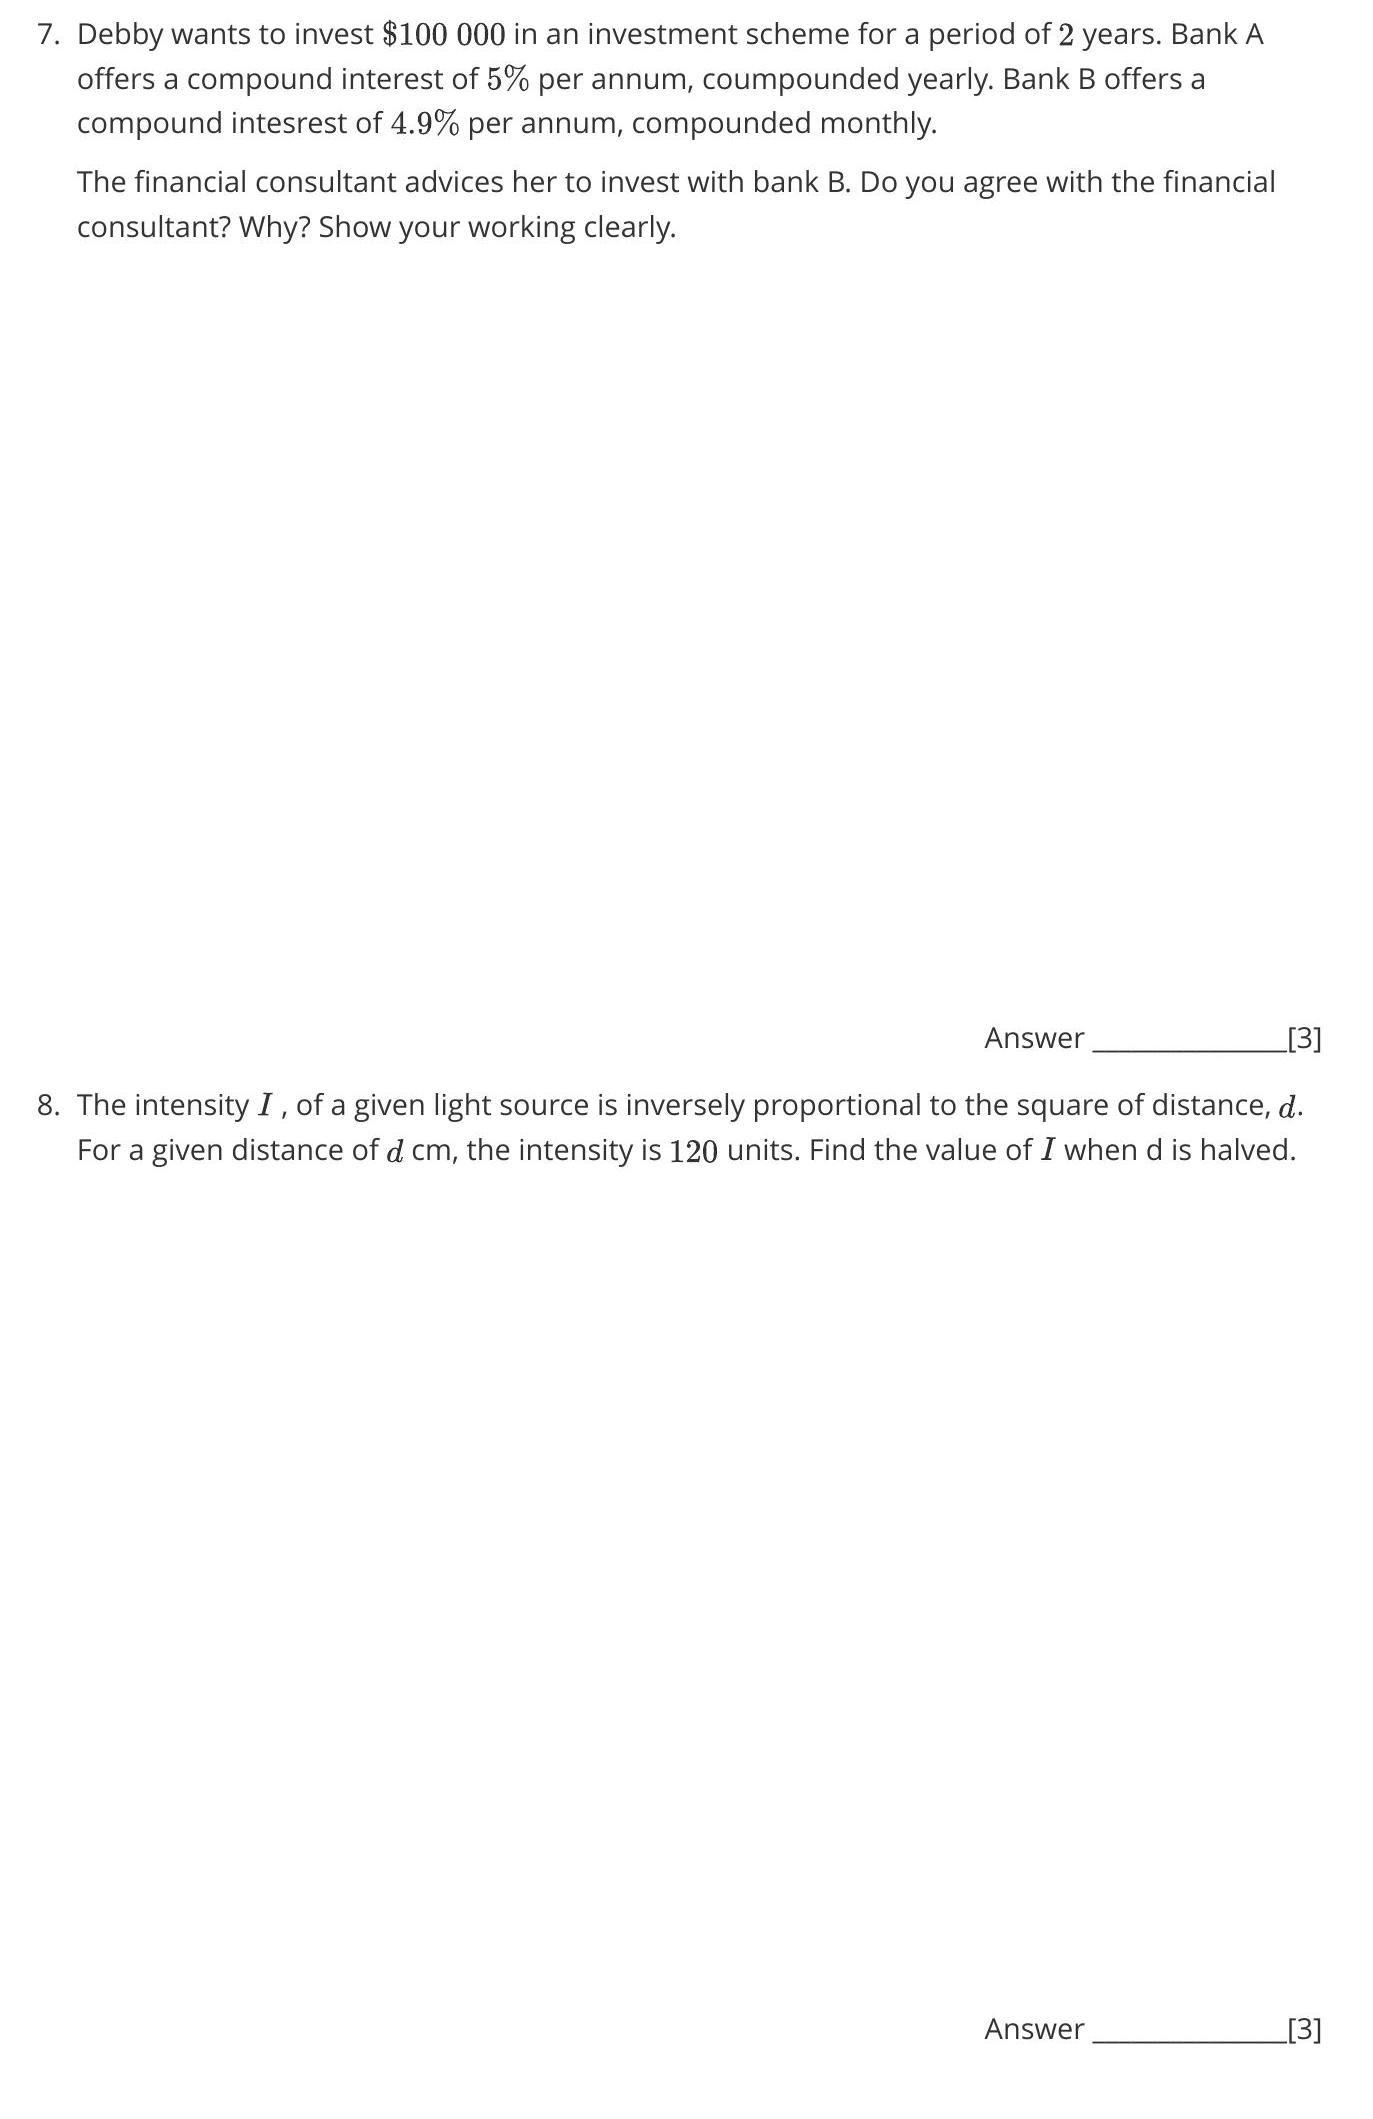 7. Debby wants to invest $100 000 in an investment scheme for a period of 2 years. Bank A
offers a compound interest of 5% per annum, coumpounded yearly. Bank B offers a
compound intesrest of 4.9% per annum, compounded monthly.
The financial consultant advices her to invest with bank B. Do you agree with the financial
consultant? Why? Show your working clearly.
Answer ____________[3]
8. The intensity I , of a given light source is inversely proportional to the square of distance, d.
For a given distance of d cm, the intensity is 120 units. Find the value of I when d is halved.
Answer ____________[3]